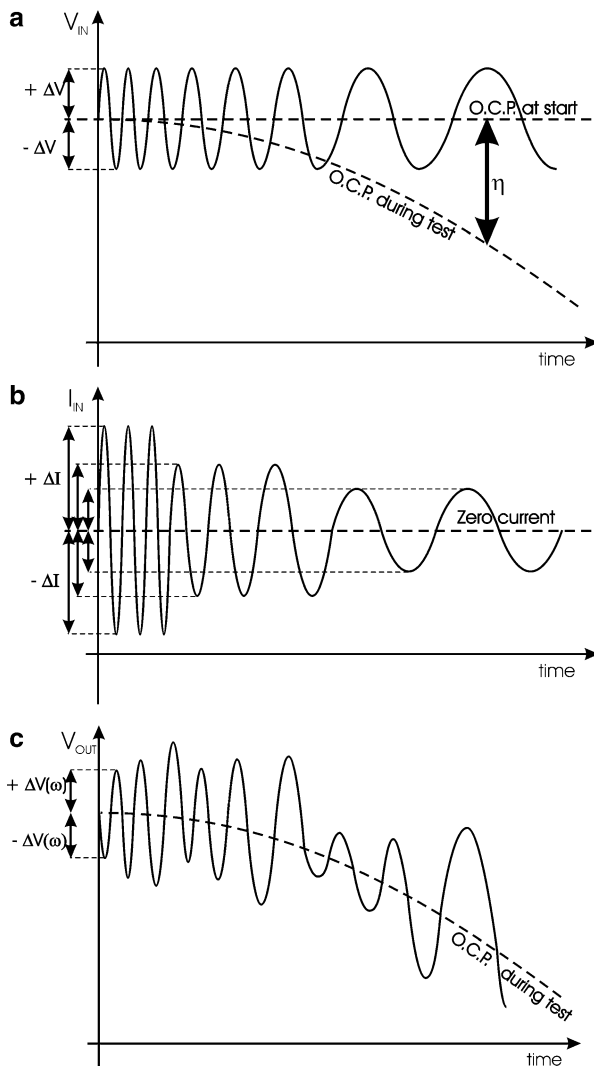 a
V_IN
+ ΔV
O.C.P. at start
- ΔV
η
O.C.P. during test
time
b
I_IN
+ ΔI
Zero current
- ΔI
time
c
V_OUT
+ ΔV(ω)
- ΔV(ω)
O.C.P. during test
time